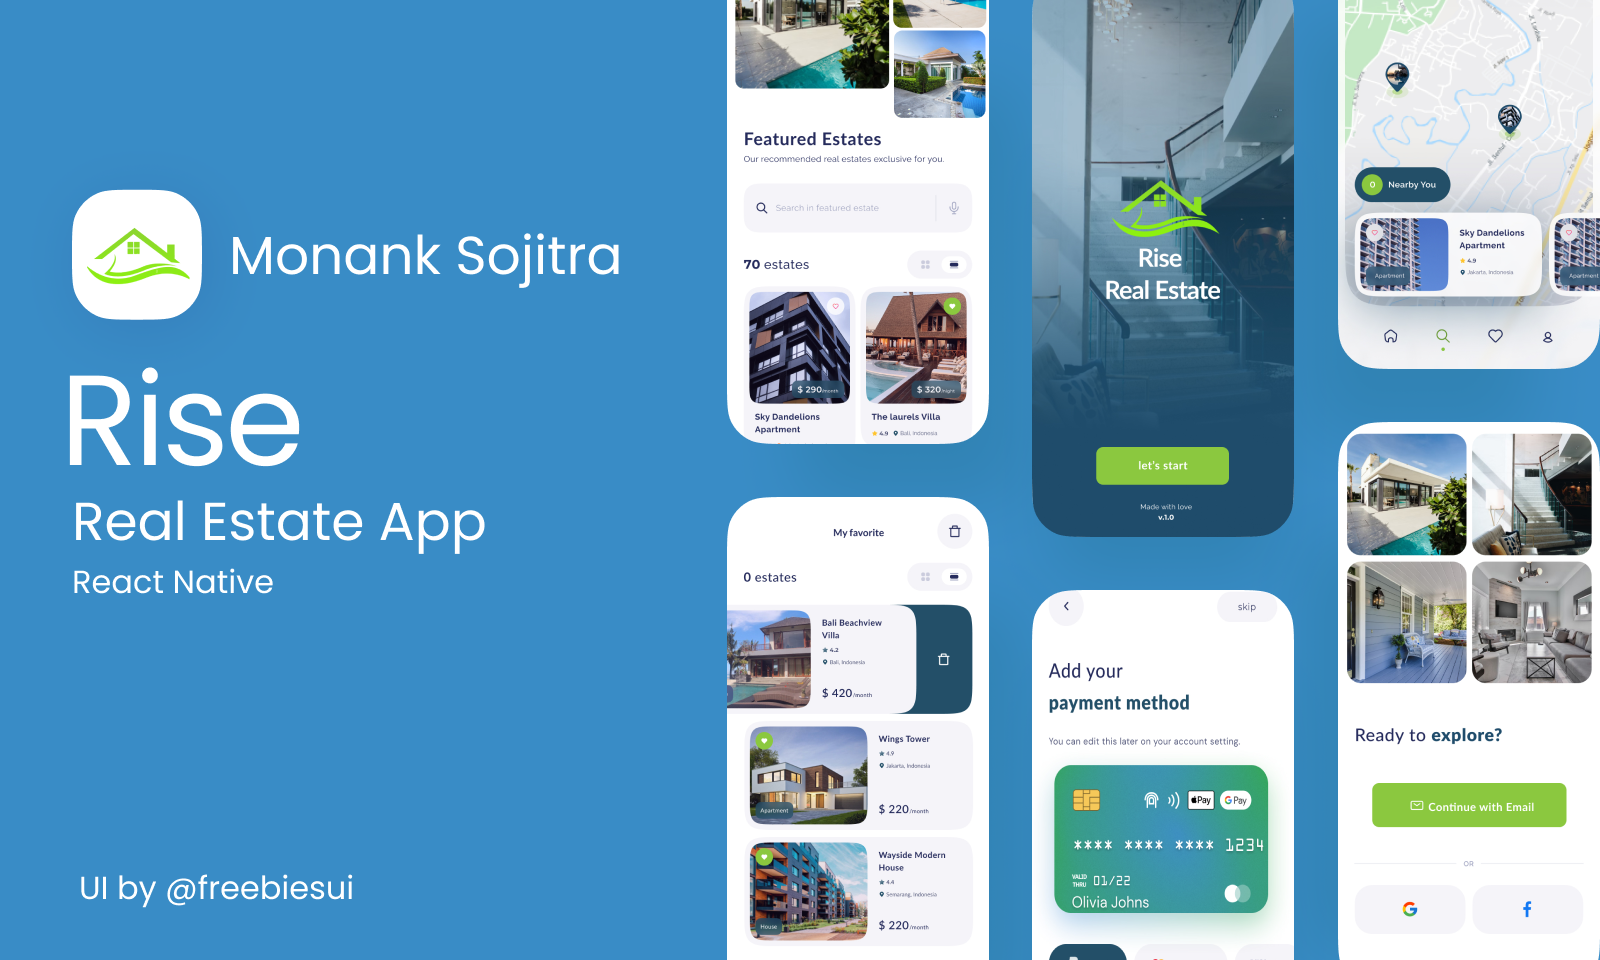 Monank Sojitra
Rise
Real Estate App
React Native
UI by @freebiesui
Featured Estates
Our recommended real estates exclusive for you.
Search in featured estate
70 estates
$ 290/month
Sky Dandelions
Apartment
$ 320/night
The laurels Villa
4.9 Bali, Indonesia
My favorite
0 estates
Bali Beachview
Villa
4.2
Bali, Indonesia
$ 420/month
Wings Tower
4.9
Jakarta, Indonesia
Apartment
$ 220/month
Wayside Modern
House
4.4
Semarang, Indonesia
House
$ 220/month
Rise
Real Estate
let's start
Made with love
v.1.0
skip
Add your
payment method
You can edit this later on your account setting.
Pay
G Pay
**** **** **** 1234
VALID
THRU 01/22
Olivia Johns
0 Nearby You
Sky Dandelions
Apartment
4.9
Jakarta, Indonesia
Apartment
Apartment
Ready to explore?
Continue with Email
OR